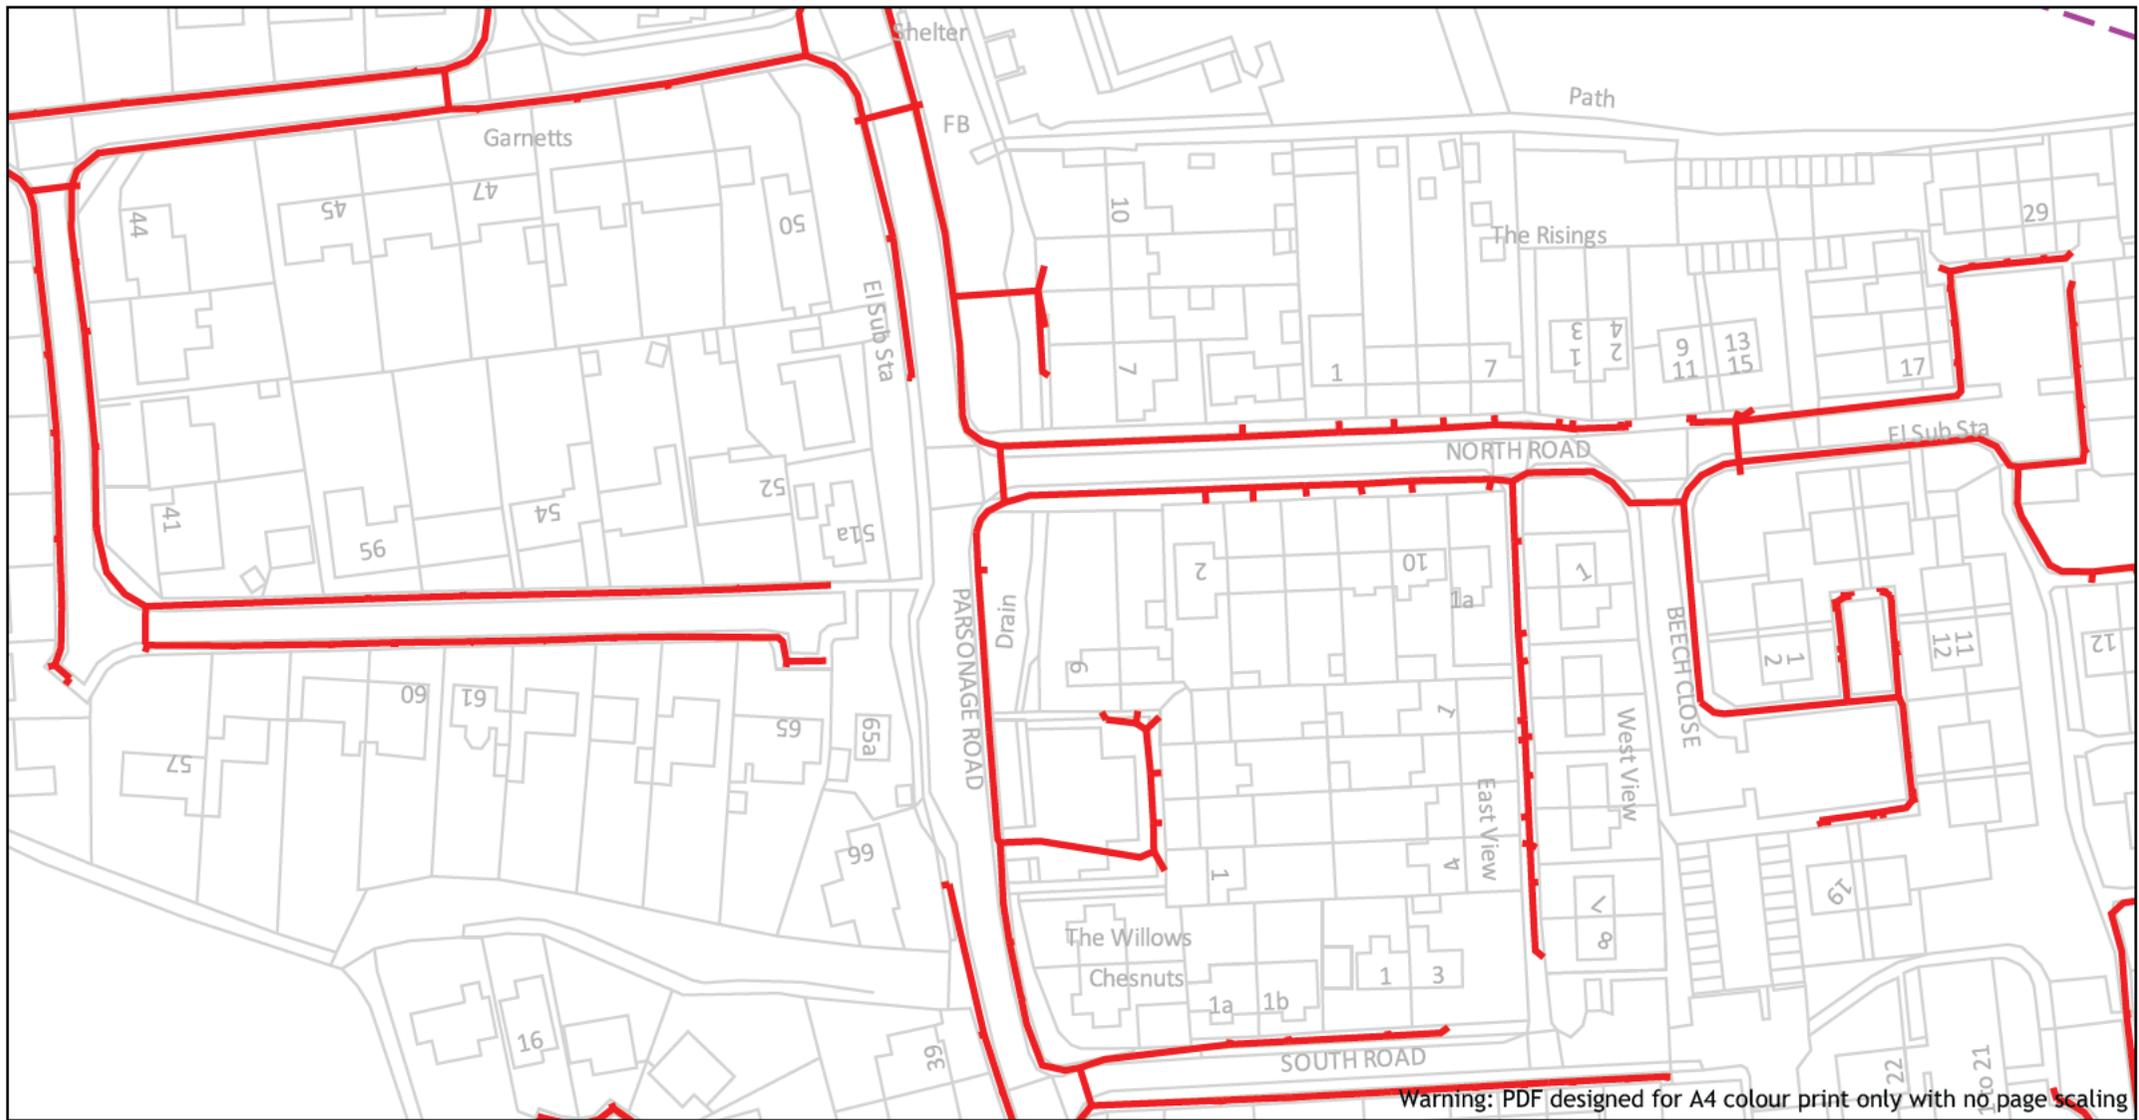 Shelter
Path
FB
Garnetts
47
45
44
50
10
29
The Risings
El Sub Sta
3
4
1
2
9
11
13
15
7
1
7
17
El Sub Sta
NORTH ROAD
52
51a
54
56
41
2
10
1a
1
Drain
PARSONAGE ROAD
BEECH CLOSE
6
2
1
12
11
12
60
61
65
65a
57
7
West View
East View
66
1
4
7
8
19
The Willows
Chesnuts
1a
1b
1
3
16
39
SOUTH ROAD
22
1 to 21
Warning: PDF designed for A4 colour print only with no page scaling